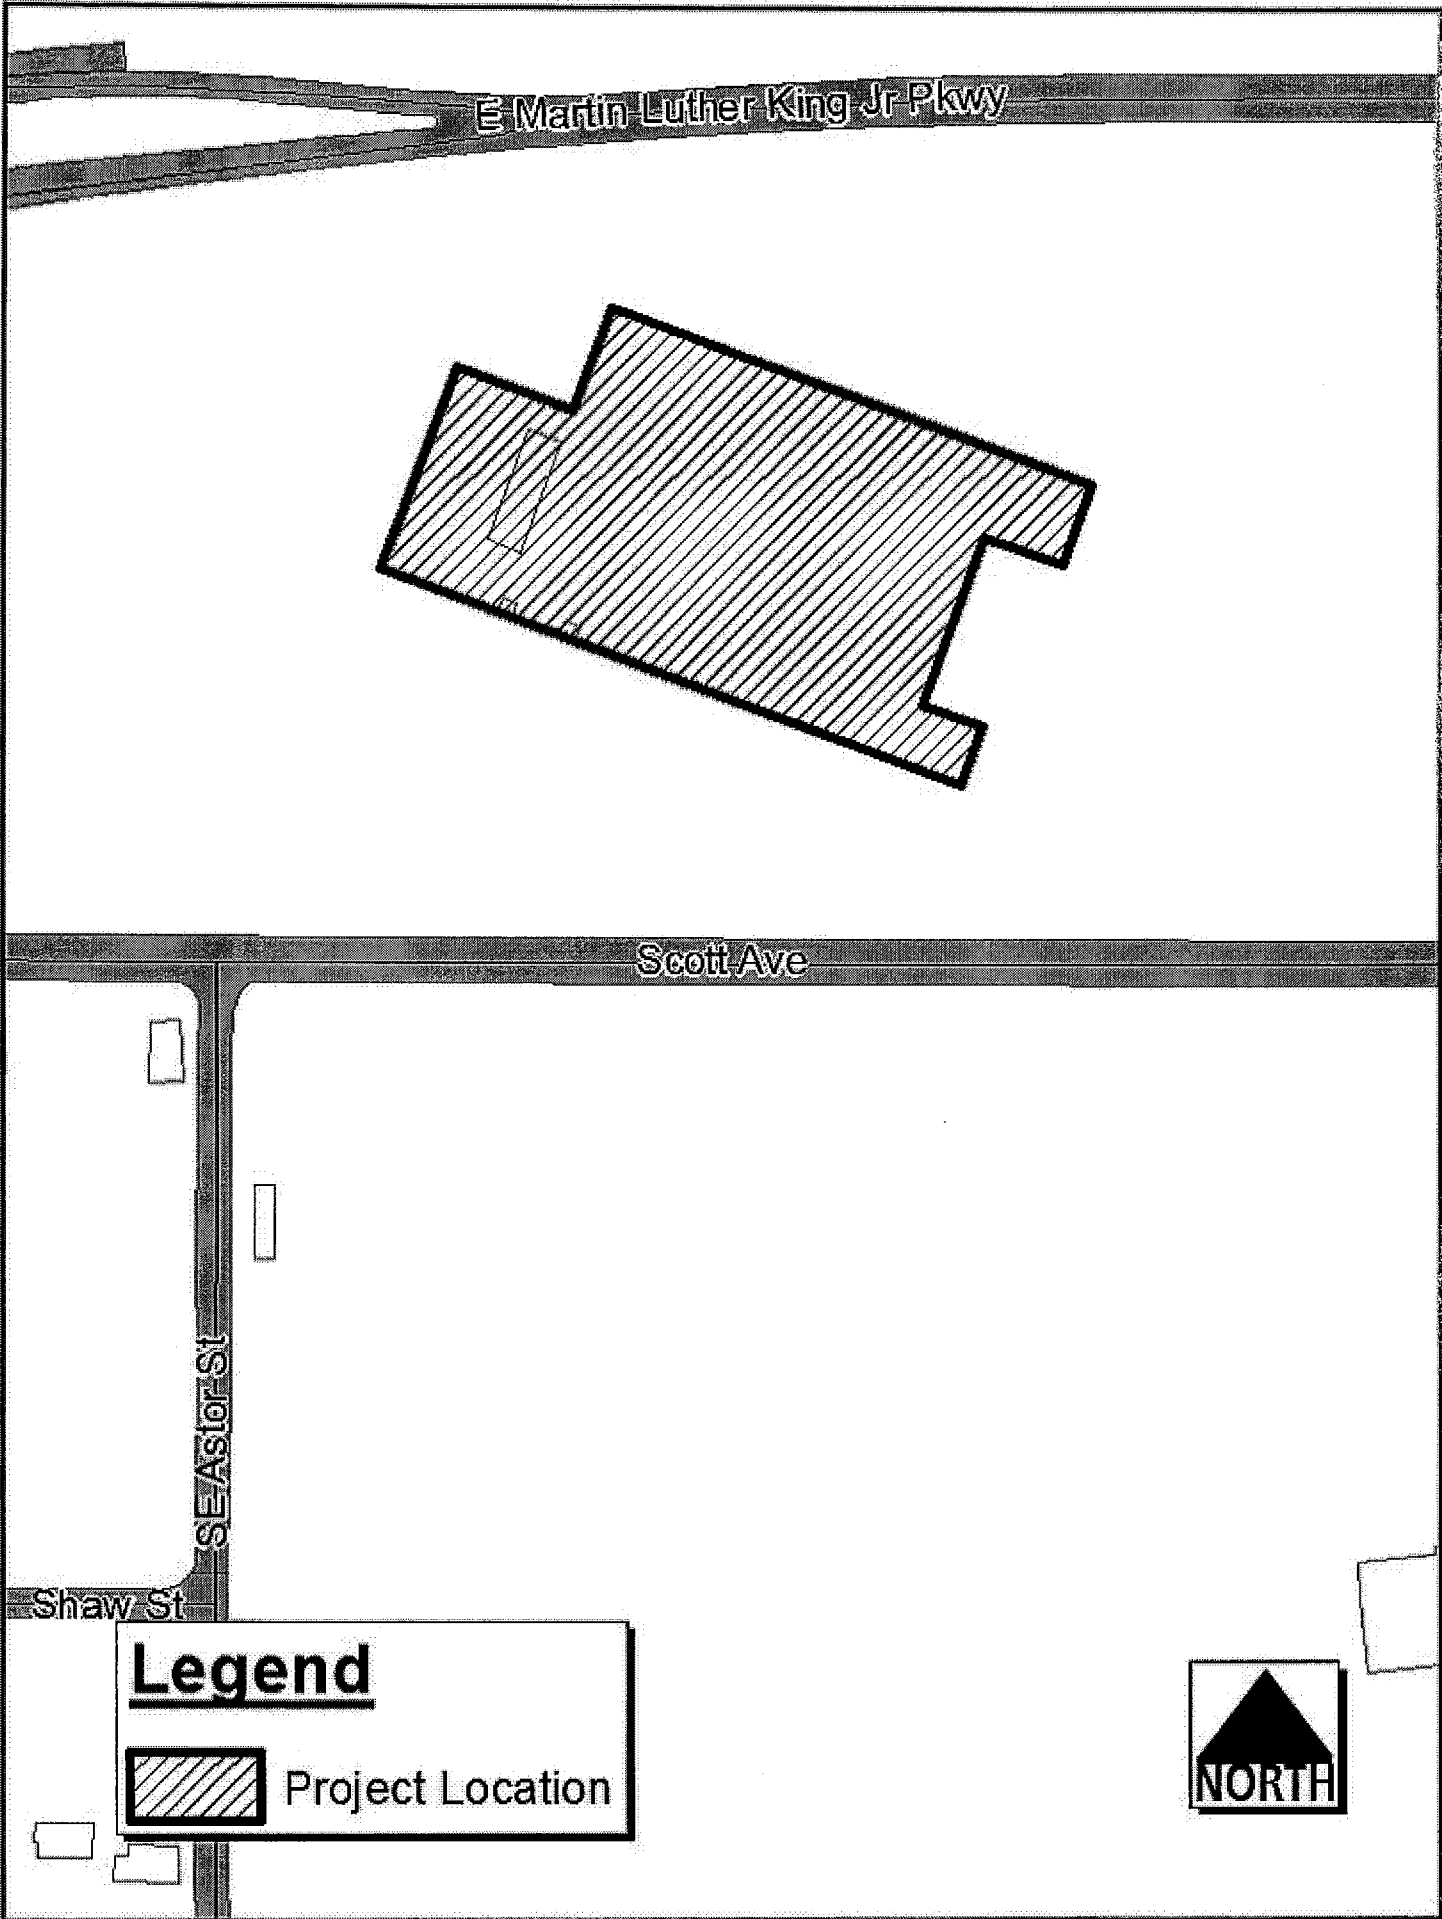 E Martin Luther King Jr Pkwy
Scott Ave
SE Astor St
Shaw St
Legend
Project Location
NORTH